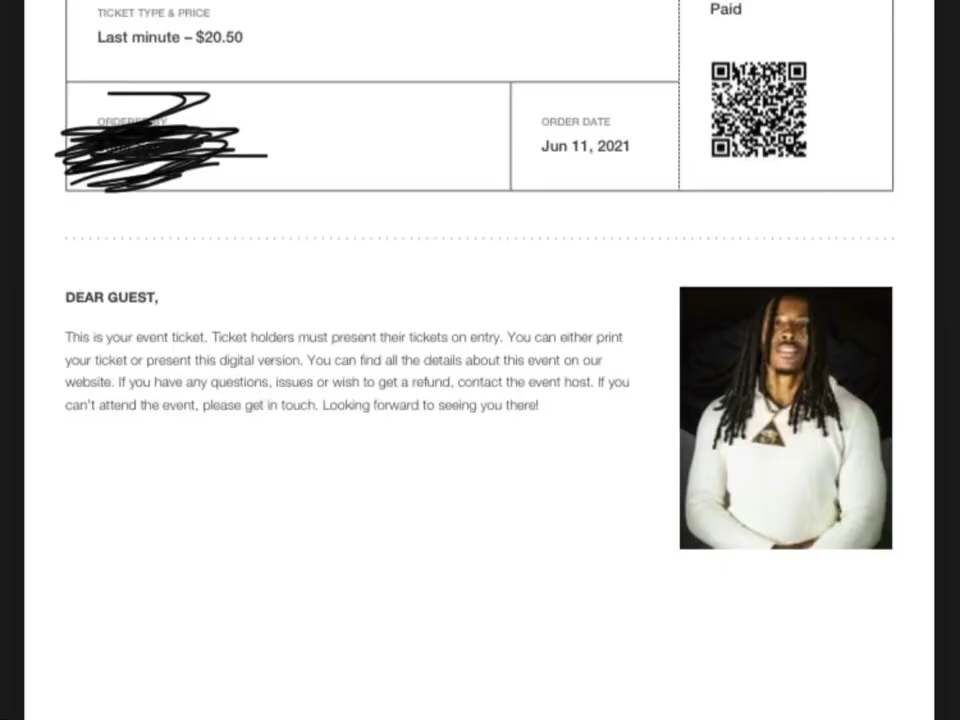 TICKET TYPE & PRICE
Last minute – $20.50
Paid
ORDERED BY
ORDER DATE
Jun 11, 2021
DEAR GUEST,
This is your event ticket. Ticket holders must present their tickets on entry. You can either print
your ticket or present this digital version. You can find all the details about this event on our
website. If you have any questions, issues or wish to get a refund, contact the event host. If you
can't attend the event, please get in touch. Looking forward to seeing you there!